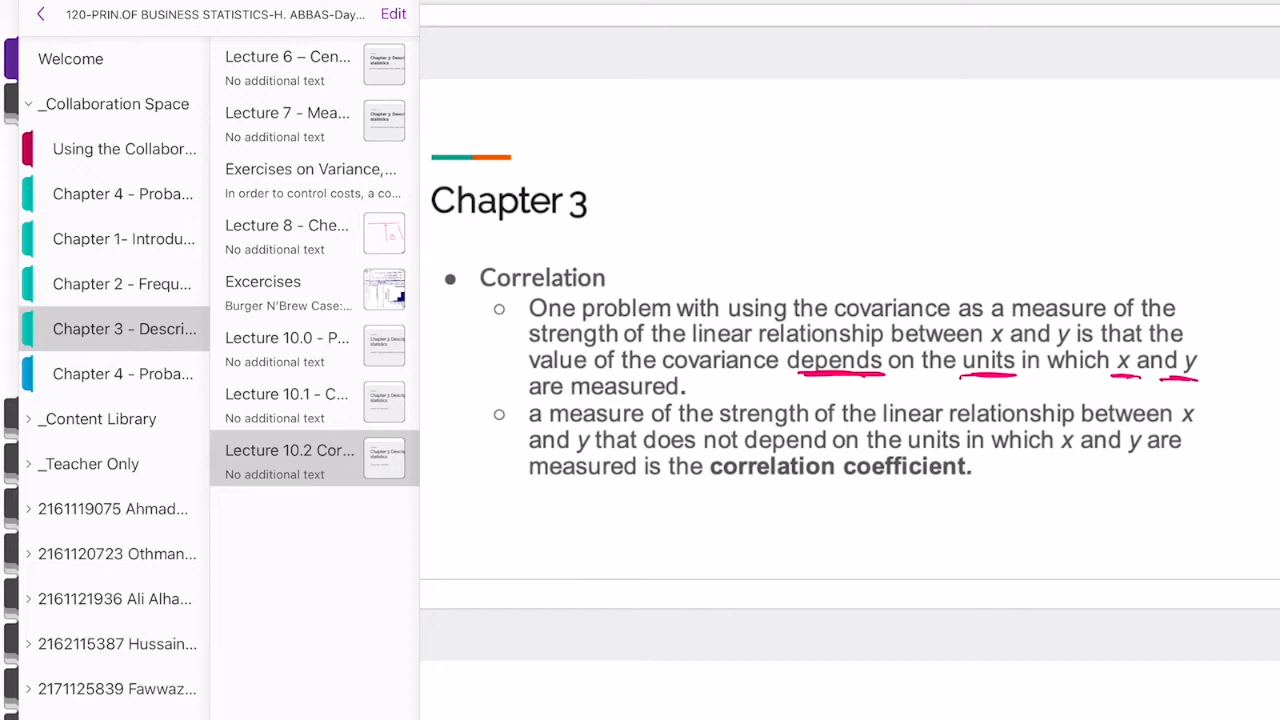 120-PRIN.OF BUSINESS STATISTICS-H. ABBAS-Day...
Edit
Welcome
_Collaboration Space
Using the Collabor...
Chapter 4 - Proba...
Chapter 1- Introdu...
Chapter 2 - Frequ...
Chapter 3 - Descri...
Chapter 4 - Proba...
_Content Library
_Teacher Only
2161119075 Ahmad...
2161120723 Othman...
2161121936 Ali Alha...
2162115387 Hussain...
2171125839 Fawwaz...
Lecture 6 – Cen...
No additional text
Lecture 7 - Mea...
No additional text
Exercises on Variance,...
In order to control costs, a co...
Lecture 8 - Che...
No additional text
Excercises
Burger N'Brew Case:...
Lecture 10.0 - P...
No additional text
Lecture 10.1 - C...
No additional text
Lecture 10.2 Cor...
No additional text
Chapter 3
● Correlation
○ One problem with using the covariance as a measure of the
strength of the linear relationship between x and y is that the
value of the covariance depends on the units in which x and y
are measured.
○ a measure of the strength of the linear relationship between x
and y that does not depend on the units in which x and y are
measured is the correlation coefficient.